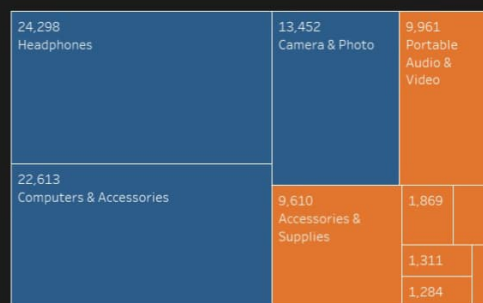 24,298
Headphones
13,452
Camera & Photo
9,961
Portable
Audio &
Video
22,613
Computers & Accessories
9,610
Accessories &
Supplies
1,869
1,311
1,284